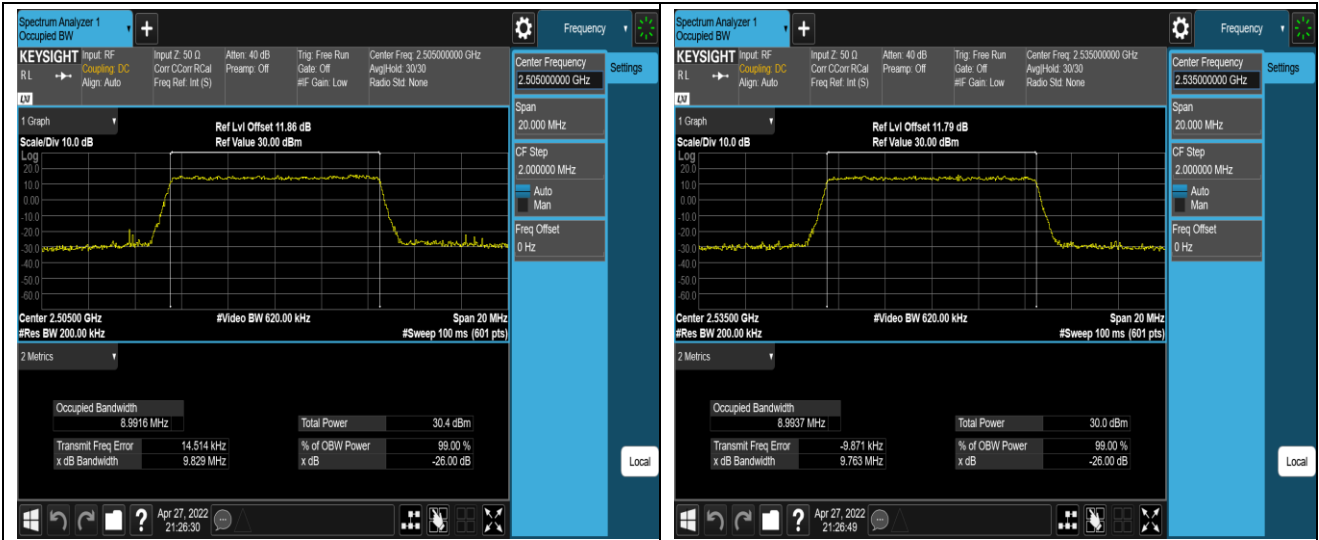 Spectrum Analyzer 1
Occupied BW
+
Frequency
KEYSIGHT
RL
LXI
Input: RF
Coupling: DC
Align: Auto
Input Z: 50 Ω
Corr CCorr RCal
Freq Ref: Int (S)
Atten: 40 dB
Preamp: Off
Trig: Free Run
Gate: Off
#IF Gain: Low
Center Freq: 2.505000000 GHz
Avg|Hold: 30/30
Radio Std: None
Center Frequency
2.505000000 GHz
Settings
Span
20.000 MHz
CF Step
2.000000 MHz
Auto
Man
Freq Offset
0 Hz
Local
1 Graph
Scale/Div 10.0 dB
Ref Lvl Offset 11.86 dB
Ref Value 30.00 dBm
Log
20.0
10.0
0.00
-10.0
-20.0
-30.0
-40.0
-50.0
-60.0
Center 2.50500 GHz
#Video BW 620.00 kHz
Span 20 MHz
#Res BW 200.00 kHz
#Sweep 100 ms (601 pts)
2 Metrics
Occupied Bandwidth
8.9916 MHz
Total Power 30.4 dBm
Transmit Freq Error 14.514 kHz
% of OBW Power 99.00 %
x dB Bandwidth 9.829 MHz
x dB -26.00 dB
?
Apr 27, 2022
21:26:30
Spectrum Analyzer 1
Occupied BW
+
Frequency
KEYSIGHT
RL
LXI
Input: RF
Coupling: DC
Align: Auto
Input Z: 50 Ω
Corr CCorr RCal
Freq Ref: Int (S)
Atten: 40 dB
Preamp: Off
Trig: Free Run
Gate: Off
#IF Gain: Low
Center Freq: 2.535000000 GHz
Avg|Hold: 30/30
Radio Std: None
Center Frequency
2.535000000 GHz
Settings
Span
20.000 MHz
CF Step
2.000000 MHz
Auto
Man
Freq Offset
0 Hz
Local
1 Graph
Scale/Div 10.0 dB
Ref Lvl Offset 11.79 dB
Ref Value 30.00 dBm
Log
20.0
10.0
0.00
-10.0
-20.0
-30.0
-40.0
-50.0
-60.0
Center 2.53500 GHz
#Video BW 620.00 kHz
Span 20 MHz
#Res BW 200.00 kHz
#Sweep 100 ms (601 pts)
2 Metrics
Occupied Bandwidth
8.9937 MHz
Total Power 30.0 dBm
Transmit Freq Error -9.871 kHz
% of OBW Power 99.00 %
x dB Bandwidth 9.763 MHz
x dB -26.00 dB
?
Apr 27, 2022
21:26:49